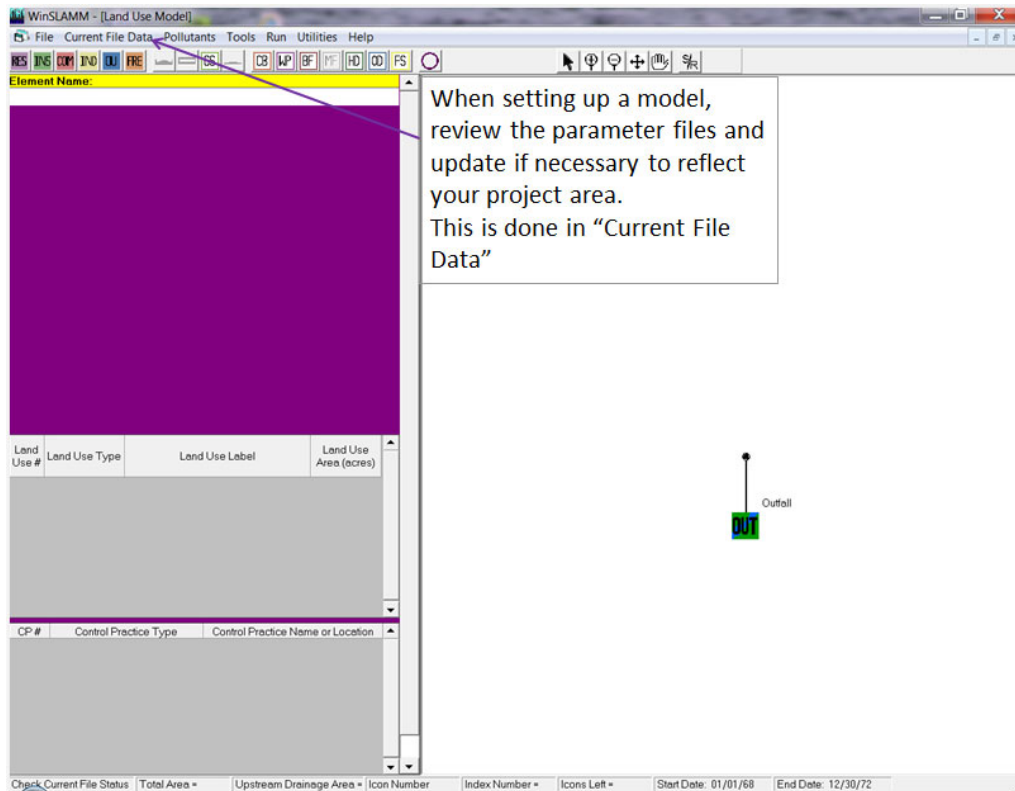 WinSLAMM - [Land Use Model]
File Current File Data Pollutants Tools Run Utilities Help
RES INS COM IND OU FRE SS CB WP BF MF HD OD FS S/R
Element Name:
When setting up a model,
review the parameter files and
update if necessary to reflect
your project area.
This is done in “Current File
Data”
Land Use # Land Use Type Land Use Label Land Use Area (acres)
Outfall
OUT
CP # Control Practice Type Control Practice Name or Location
Check Current File Status Total Area = Upstream Drainage Area = Icon Number Index Number = Icons Left = Start Date: 01/01/68 End Date: 12/30/72